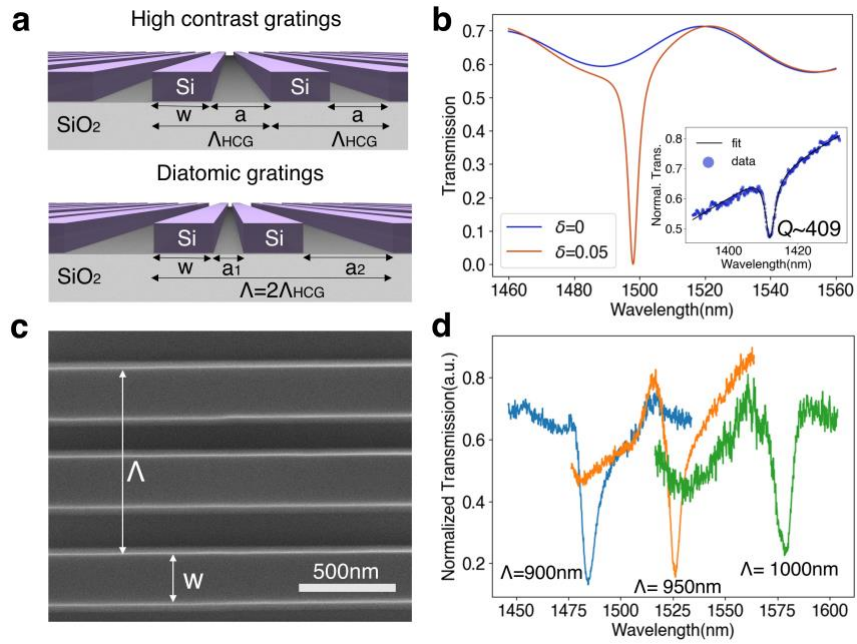 a
High contrast gratings
Si
Si
SiO2
w
a
a
ΛHCG
ΛHCG
Diatomic gratings
Si
Si
SiO2
w
a1
a2
Λ=2ΛHCG
b
Transmission
0.7
0.6
0.5
0.4
0.3
0.2
0.1
0.0
1460
1480
1500
1520
1540
1560
Wavelength(nm)
δ=0
δ=0.05
Normal. Trans.
0.8
0.7
0.6
0.5
fit
data
Q~409
1400
1420
Wavelength(nm)
c
Λ
w
500nm
d
Normalized Transmission(a.u.)
0.8
0.6
0.4
0.2
Λ=900nm
Λ= 950nm
Λ= 1000nm
1450
1475
1500
1525
1550
1575
1600
Wavelength(nm)